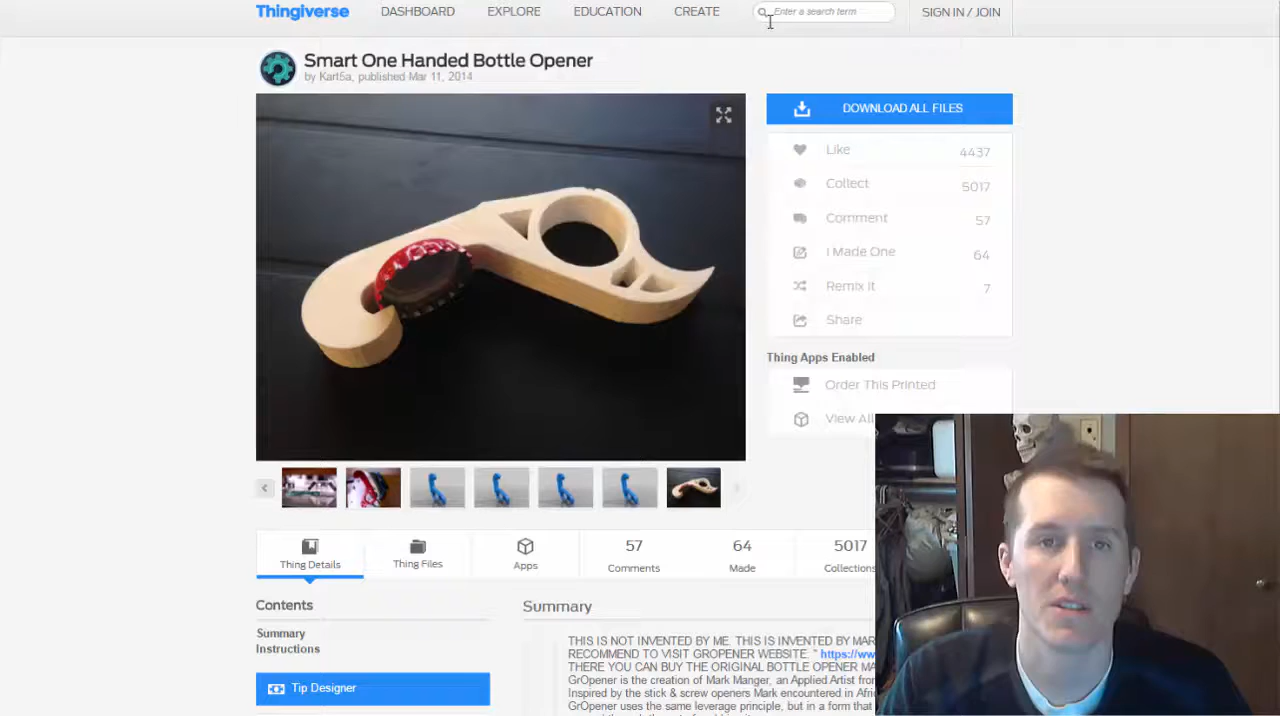 Thingiverse
DASHBOARD
EXPLORE
EDUCATION
CREATE
Enter a search term
SIGN IN / JOIN
Smart One Handed Bottle Opener
by Kart5a, published Mar 11, 2014
DOWNLOAD ALL FILES
Like 4437
Collect 5017
Comment 57
I Made One 64
Remix It 7
Share
Thing Apps Enabled
Order This Printed
View All
Thing Details
Thing Files
Apps
57
Comments
64
Made
5017
Collections
Contents
Summary
Instructions
Tip Designer
Summary
THIS IS NOT INVENTED BY ME. THIS IS INVENTED BY MAR
RECOMMEND TO VISIT GROPENER WEBSITE: " https://ww
THERE YOU CAN BUY THE ORIGINAL BOTTLE OPENER MA
GrOpener is the creation of Mark Manger, an Applied Artist from
Inspired by the stick & screw openers Mark encountered in Afri
GrOpener uses the same leverage principle, but in a form that